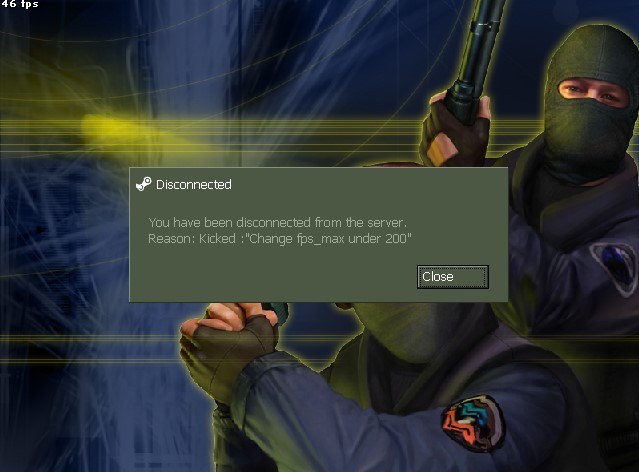 46 fps
Disconnected
You have been disconnected from the server.
Reason: Kicked :"Change fps_max under 200"
Close